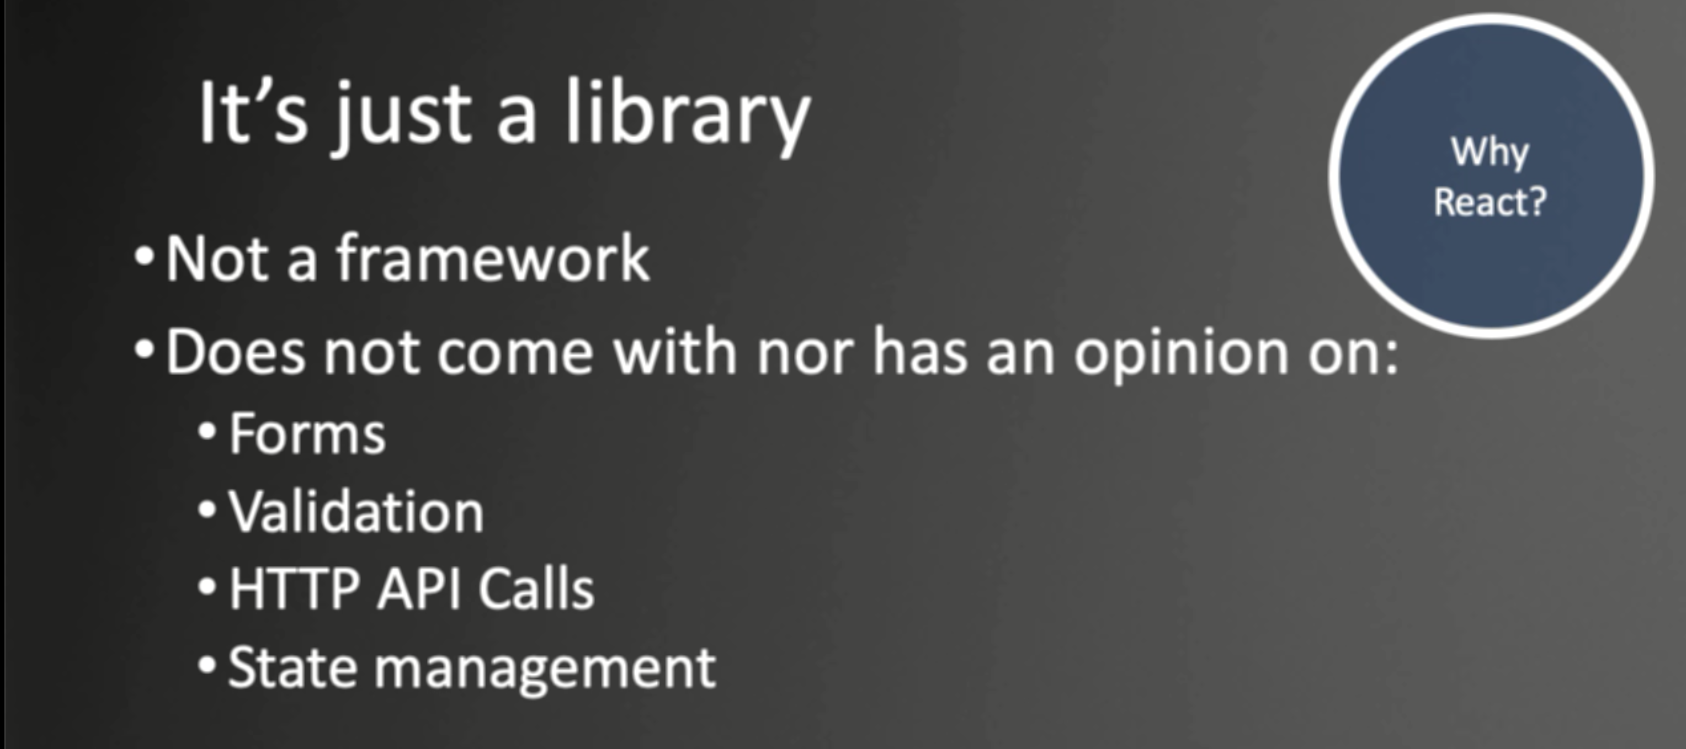 It’s just a library
Why
React?
•Not a framework
•Does not come with nor has an opinion on:
•Forms
•Validation
•HTTP API Calls
•State management